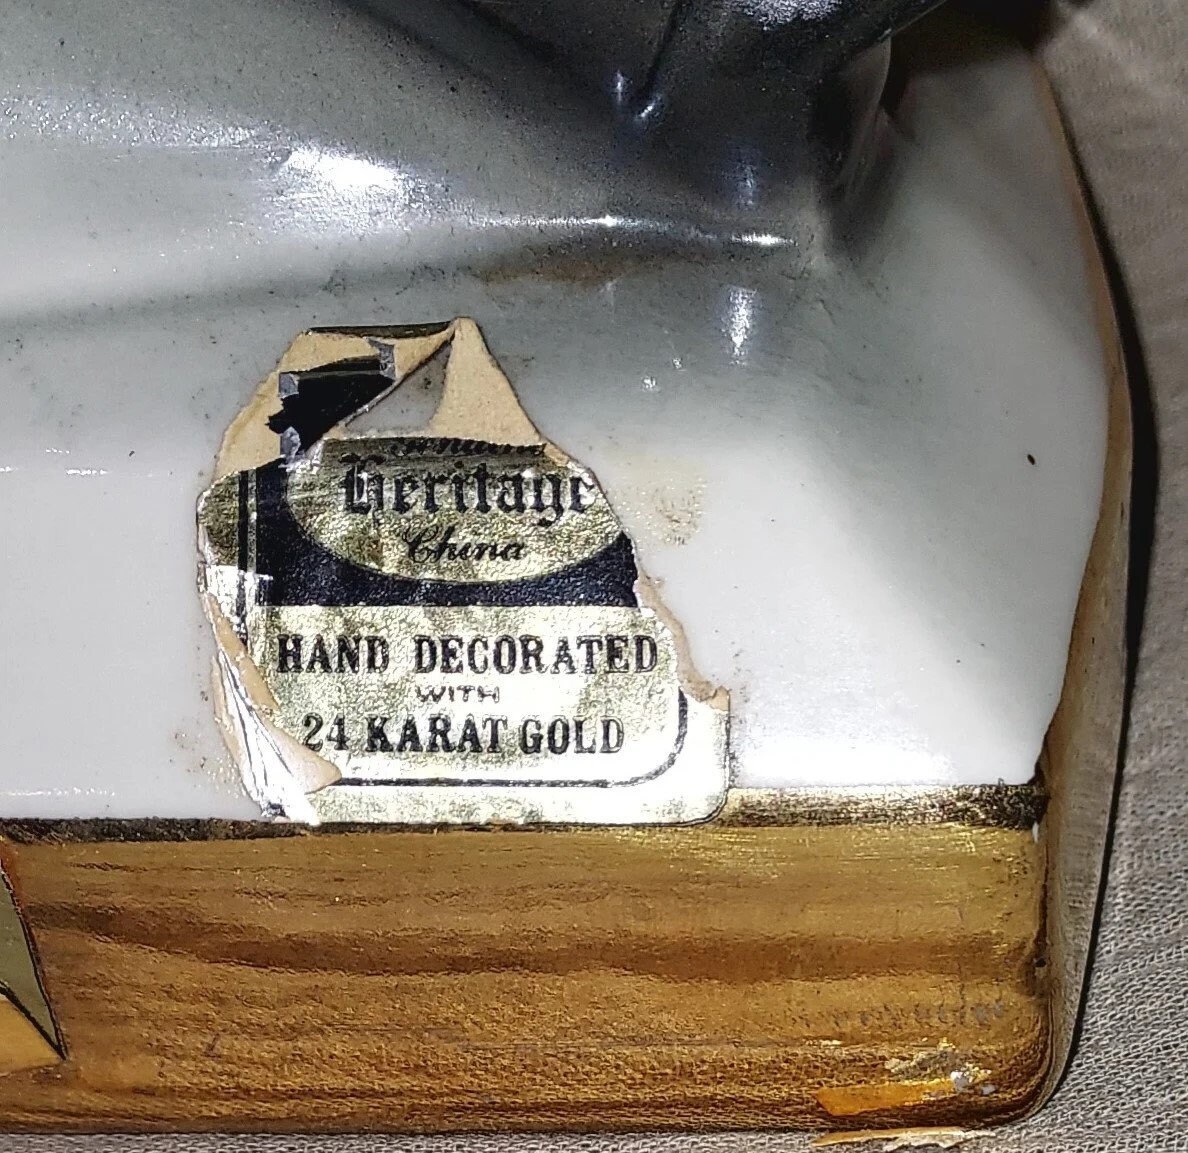 Heritage
China
HAND DECORATED
WITH
24 KARAT GOLD